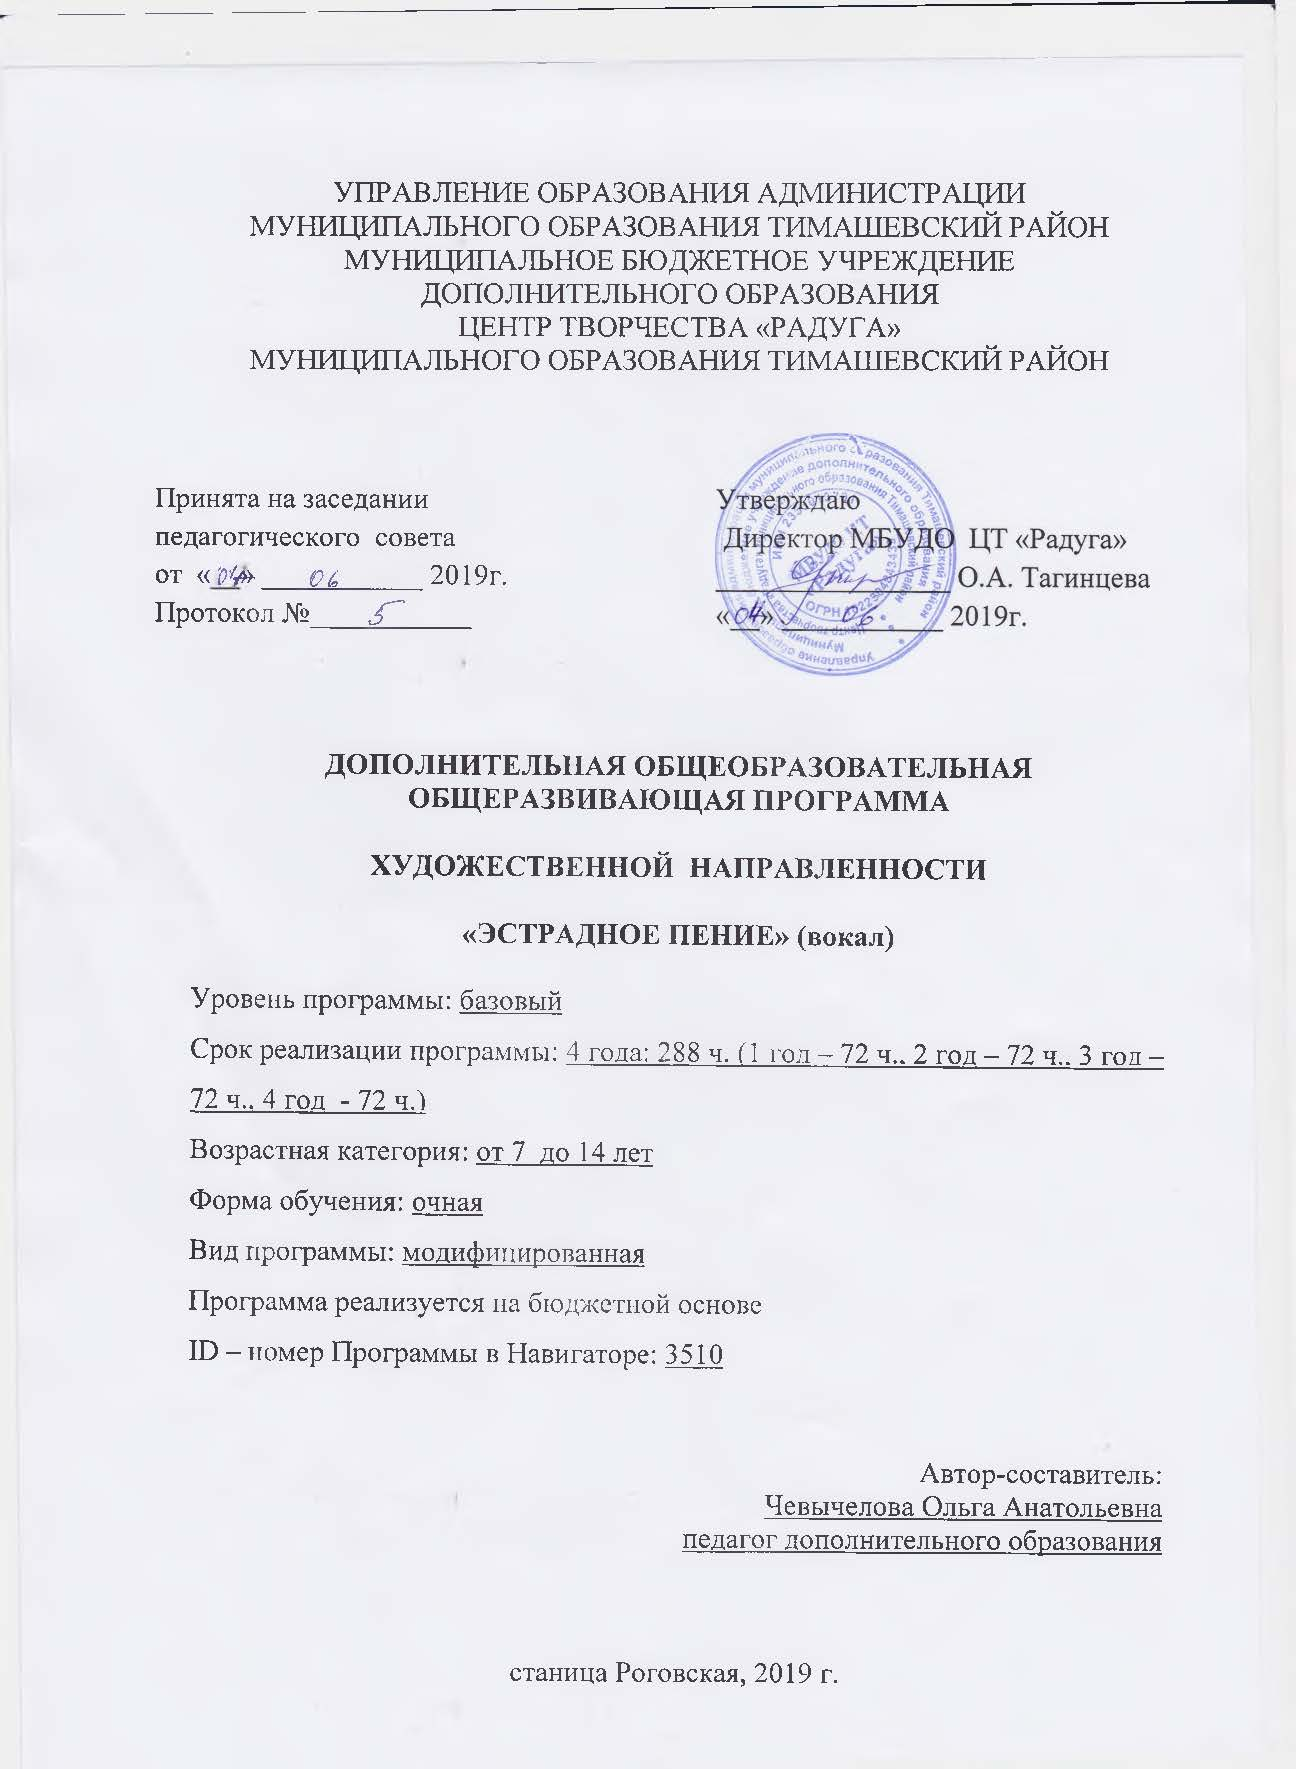 УПРАВЛЕНИЕ ОБРАЗОВАНИЯ АДМИНИСТРАЦИИ
МУНИЦИПАЛЬНОГО ОБРАЗОВАНИЯ ТИМАШЕВСКИЙ РАЙОН
МУНИЦИПАЛЬНОЕ БЮДЖЕТНОЕ УЧРЕЖДЕНИЕ
ДОПОЛНИТЕЛЬНОГО ОБРАЗОВАНИЯ
ЦЕНТР ТВОРЧЕСТВА «РАДУГА»
МУНИЦИПАЛЬНОГО ОБРАЗОВАНИЯ ТИМАШЕВСКИЙ РАЙОН
Принята на заседании
педагогического совета
от «04» 06 2019г.
Протокол № 5
Утверждаю
Директор МБУДО ЦТ «Радуга»
О.А. Тагинцева
«04» 06 2019г.
ДОПОЛНИТЕЛЬНАЯ ОБЩЕОБРАЗОВАТЕЛЬНАЯ
ОБЩЕРАЗВИВАЮЩАЯ ПРОГРАММА
ХУДОЖЕСТВЕННОЙ НАПРАВЛЕННОСТИ
«ЭСТРАДНОЕ ПЕНИЕ» (вокал)
Уровень программы: базовый
Срок реализации программы: 4 года: 288 ч. (1 год – 72 ч., 2 год – 72 ч., 3 год –
72 ч., 4 год - 72 ч.)
Возрастная категория: от 7 до 14 лет
Форма обучения: очная
Вид программы: модифицированная
Программа реализуется на бюджетной основе
ID – номер Программы в Навигаторе: 3510
Автор-составитель:
Чевычелова Ольга Анатольевна
педагог дополнительного образования
станица Роговская, 2019 г.